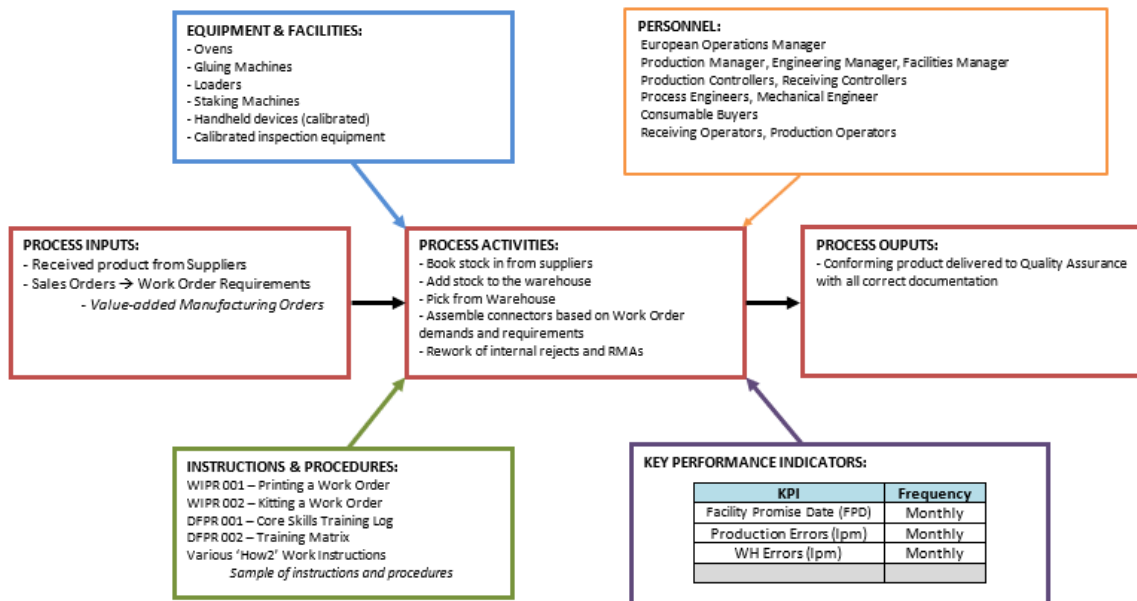 EQUIPMENT & FACILITIES:
- Ovens
- Gluing Machines
- Loaders
- Staking Machines
- Handheld devices (calibrated)
- Calibrated inspection equipment
PERSONNEL:
European Operations Manager
Production Manager, Engineering Manager, Facilities Manager
Production Controllers, Receiving Controllers
Process Engineers, Mechanical Engineer
Consumable Buyers
Receiving Operators, Production Operators
PROCESS INPUTS:
- Received product from Suppliers
- Sales Orders → Work Order Requirements
- Value-added Manufacturing Orders
PROCESS ACTIVITIES:
- Book stock in from suppliers
- Add stock to the warehouse
- Pick from Warehouse
- Assemble connectors based on Work Order
demands and requirements
- Rework of internal rejects and RMAs
PROCESS OUPUTS:
- Conforming product delivered to Quality Assurance
with all correct documentation
INSTRUCTIONS & PROCEDURES:
WIPR 001 – Printing a Work Order
WIPR 002 – Kitting a Work Order
DFPR 001 – Core Skills Training Log
DFPR 002 – Training Matrix
Various ‘How2’ Work Instructions
Sample of instructions and procedures
KEY PERFORMANCE INDICATORS:
KPI Frequency
Facility Promise Date (FPD) Monthly
Production Errors (lpm) Monthly
WH Errors (lpm) Monthly